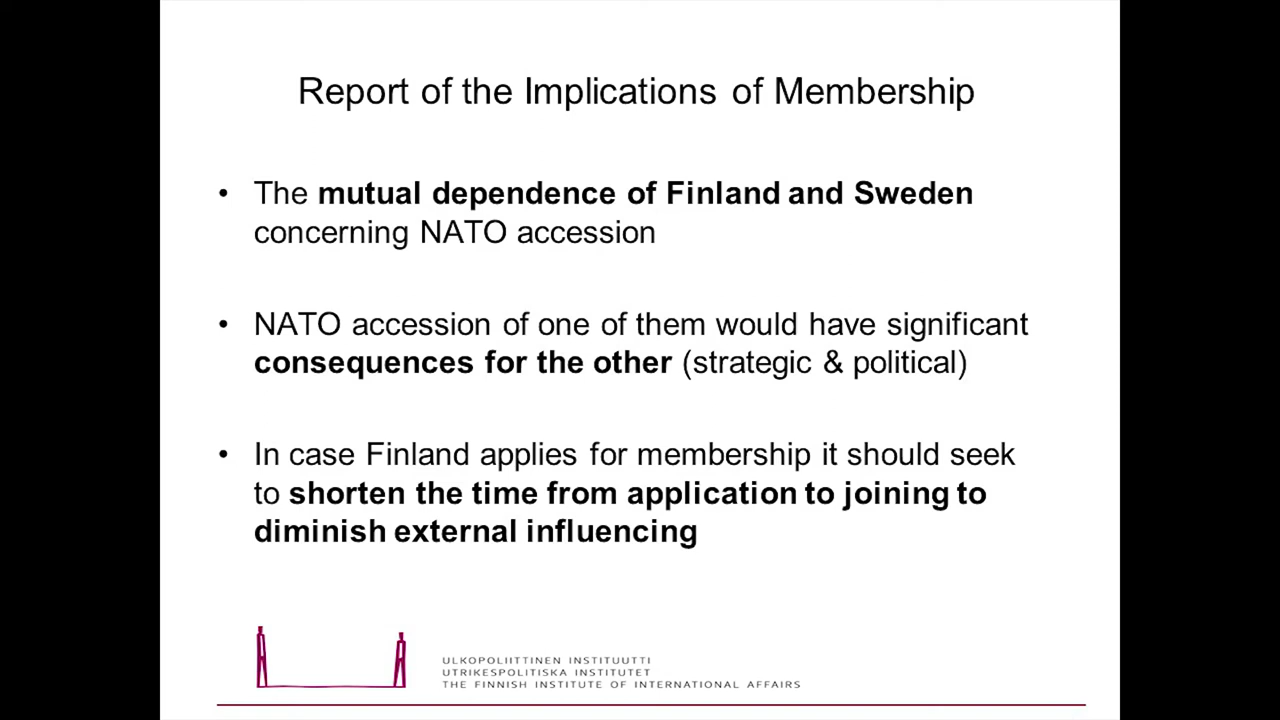 Report of the Implications of Membership
• The mutual dependence of Finland and Sweden
concerning NATO accession
• NATO accession of one of them would have significant
consequences for the other (strategic & political)
• In case Finland applies for membership it should seek
to shorten the time from application to joining to
diminish external influencing
ULKOPOLIITTINEN INSTITUUTTI
UTRIKESPOLITISKA INSTITUTET
THE FINNISH INSTITUTE OF INTERNATIONAL AFFAIRS